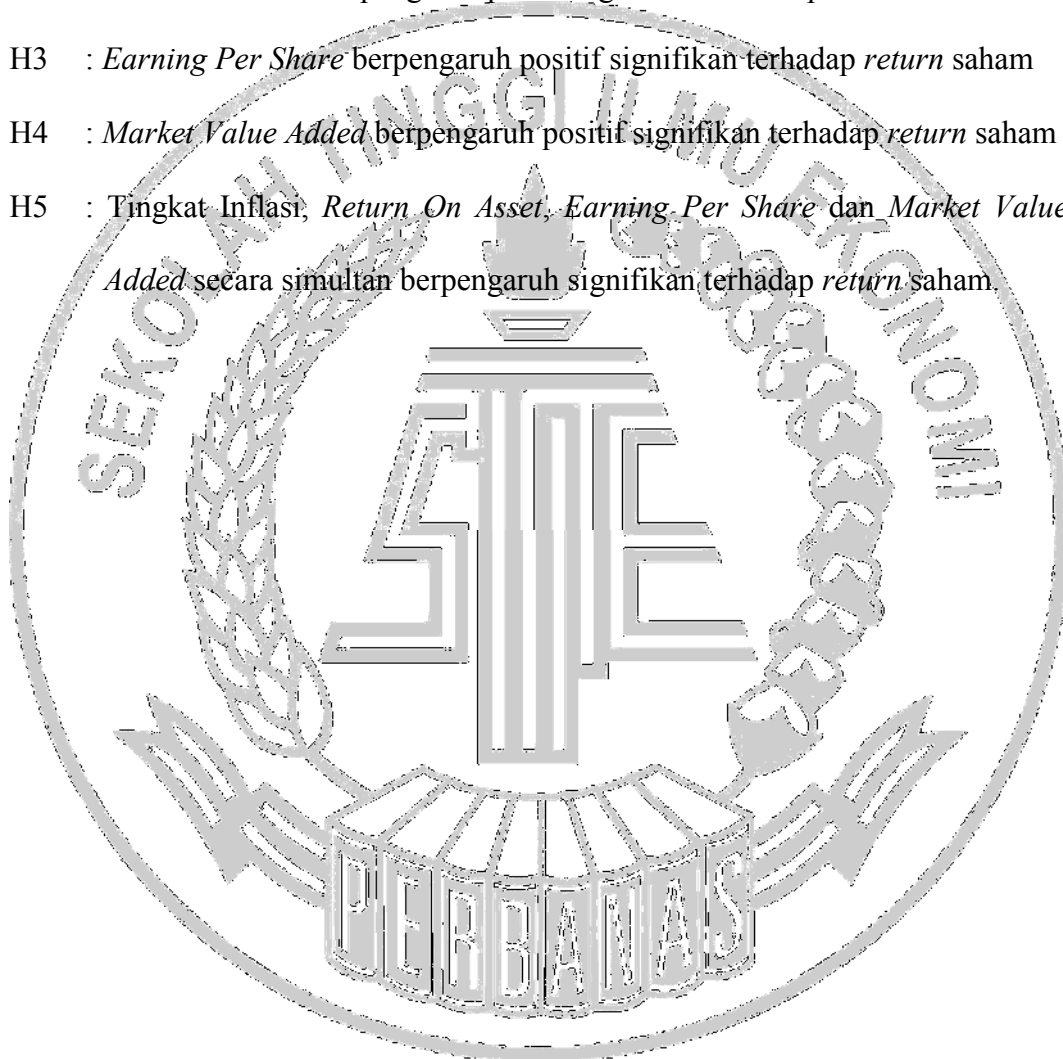 H3 : Earning Per Share berpengaruh positif signifikan terhadap return saham
H4 : Market Value Added berpengaruh positif signifikan terhadap return saham
H5 : Tingkat Inflasi, Return On Asset, Earning Per Share dan Market Value
Added secara simultan berpengaruh signifikan terhadap return saham.
SEKOLAH TINGGI ILMU EKONOMI
STIE
PERBANAS